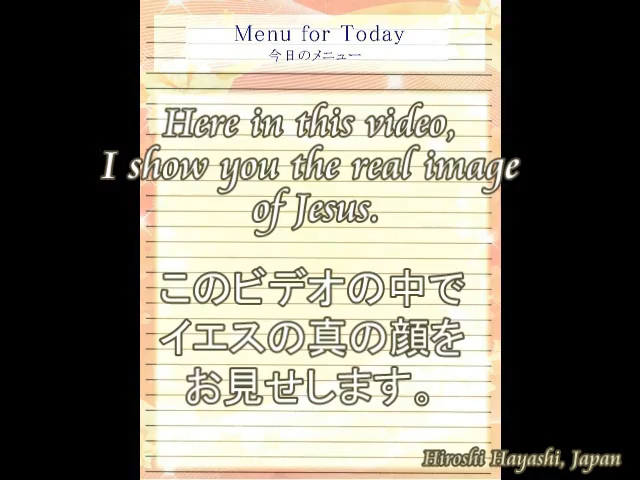 Menu for Today
今日のメニュー
Here in this video,
I show you the real image
of Jesus.
このビデオの中で
イエスの真の顔を
お見せします。
Hiroshi Hayashi, Japan